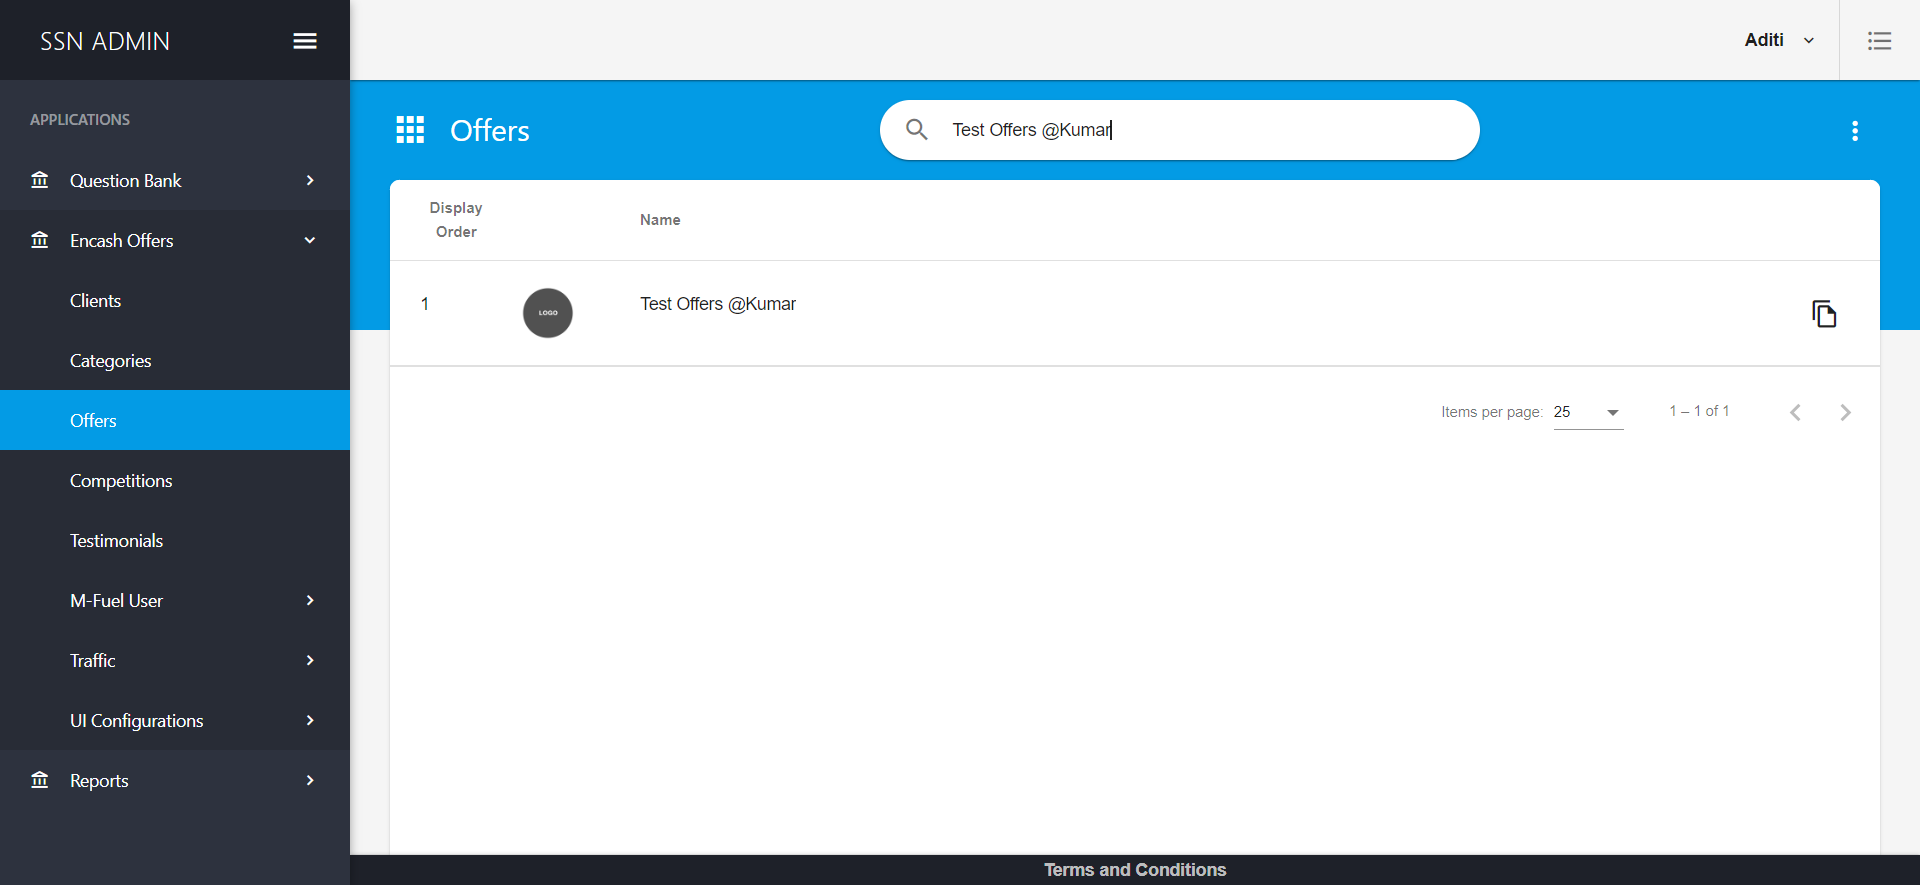 SSN ADMIN
Aditi
APPLICATIONS
Question Bank
Encash Offers
Clients
Categories
Offers
Competitions
Testimonials
M-Fuel User
Traffic
UI Configurations
Reports
Offers
Test Offers @Kumar
Display
Order
Name
1
LOGO
Test Offers @Kumar
Items per page: 25
1 – 1 of 1
Terms and Conditions